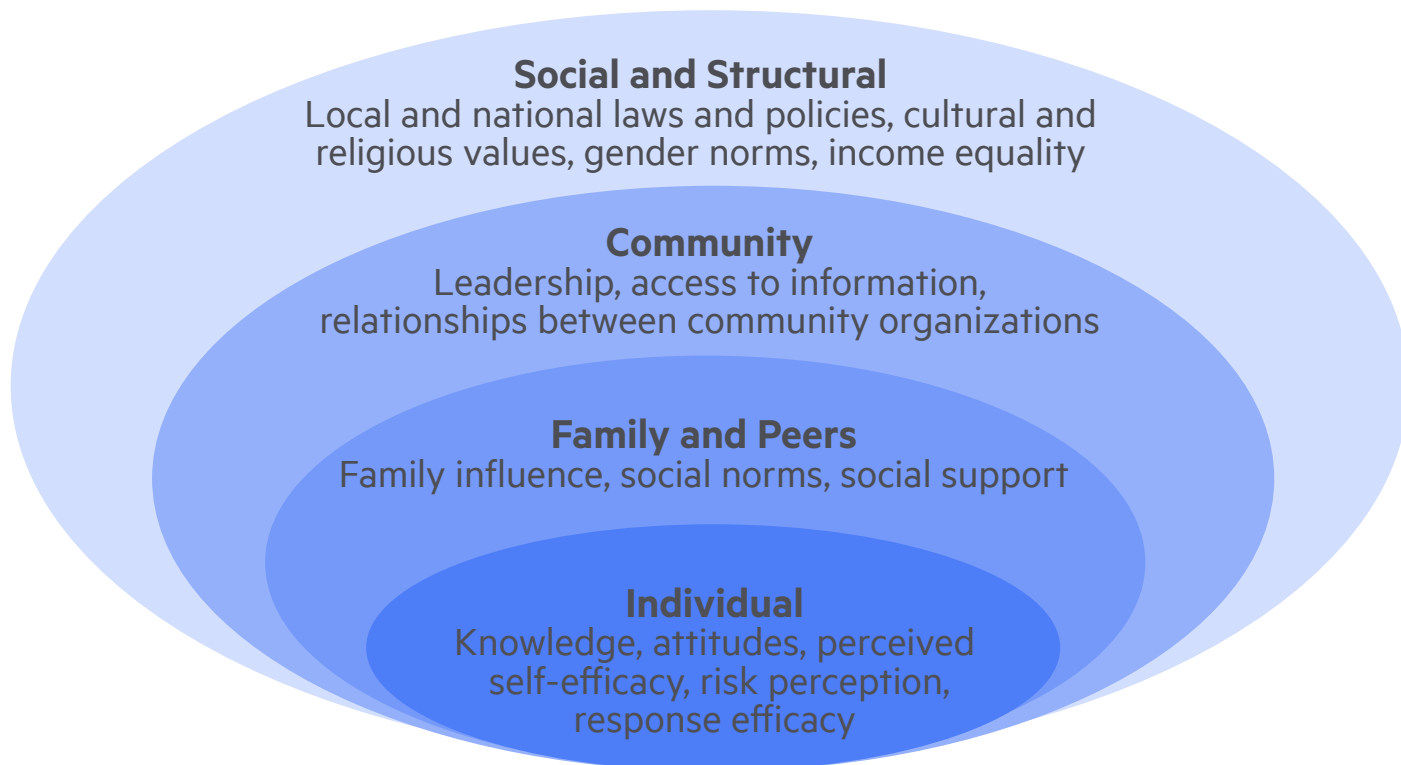 Social and Structural
Local and national laws and policies, cultural and
religious values, gender norms, income equality
Community
Leadership, access to information,
relationships between community organizations
Family and Peers
Family influence, social norms, social support
Individual
Knowledge, attitudes, perceived
self-efficacy, risk perception,
response efficacy